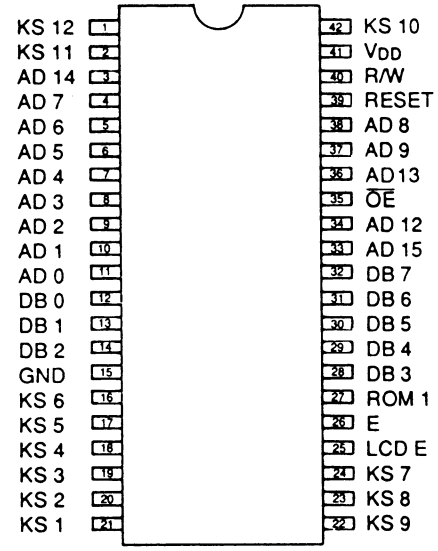 KS 12 1 42 KS 10
KS 11 2 41 VDD
AD 14 3 40 R/W
AD 7 4 39 RESET
AD 6 5 38 AD 8
AD 5 6 37 AD 9
AD 4 7 36 AD13
AD 3 8 35 OE
AD 2 9 34 AD 12
AD 1 10 33 AD 15
AD 0 11 32 DB 7
DB 0 12 31 DB 6
DB 1 13 30 DB 5
DB 2 14 29 DB 4
GND 15 28 DB 3
KS 6 16 27 ROM 1
KS 5 17 26 E
KS 4 18 25 LCD E
KS 3 19 24 KS 7
KS 2 20 23 KS 8
KS 1 21 22 KS 9